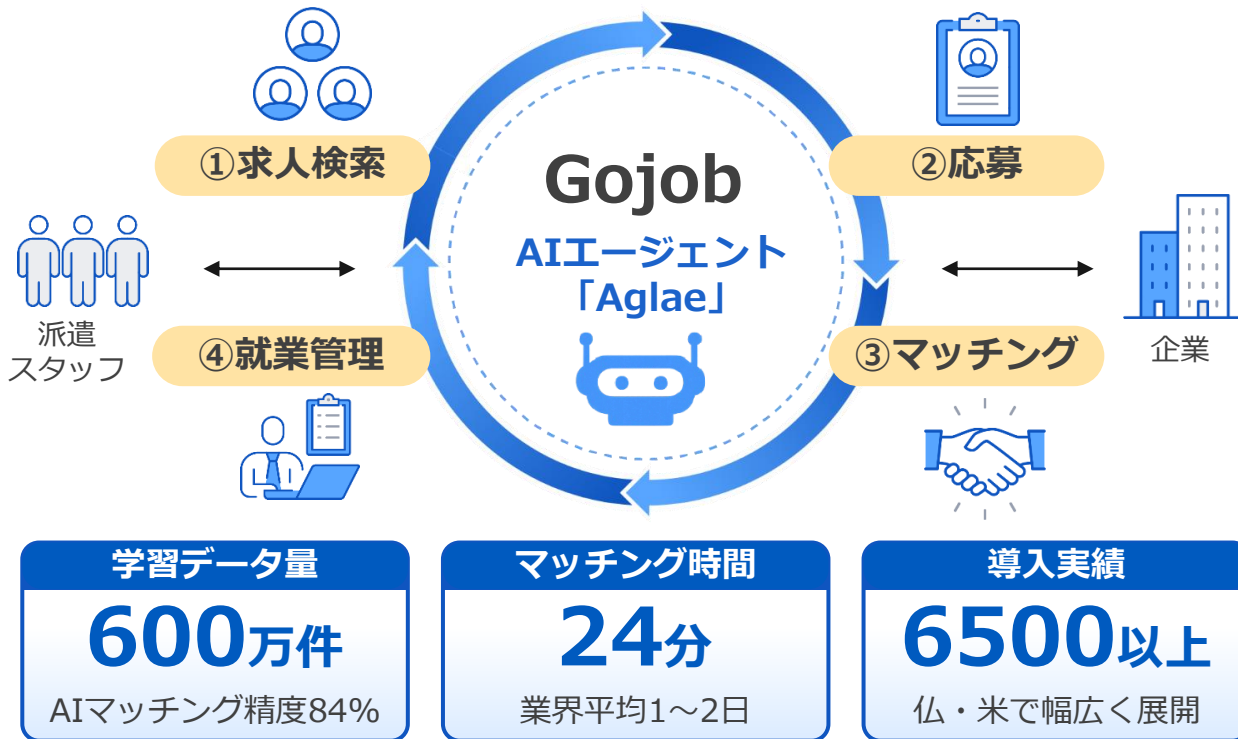 ①求人検索
②応募
Gojob
AIエージェント
「Aglae」
派遣
スタッフ
④就業管理
③マッチング
企業
学習データ量
600万件
AIマッチング精度84%
マッチング時間
24分
業界平均1～2日
導入実績
6500以上
仏・米で幅広く展開